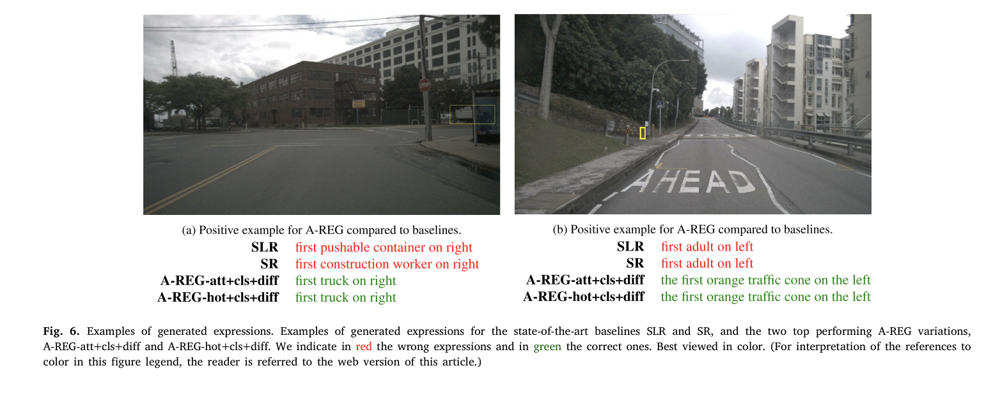 STOP
AHEAD
(a) Positive example for A-REG compared to baselines.
SLR first pushable container on right
SR first construction worker on right
A-REG-att+cls+diff first truck on right
A-REG-hot+cls+diff first truck on right
(b) Positive example for A-REG compared to baselines.
SLR first adult on left
SR first adult on left
A-REG-att+cls+diff the first orange traffic cone on the left
A-REG-hot+cls+diff the first orange traffic cone on the left
Fig. 6. Examples of generated expressions. Examples of generated expressions for the state-of-the-art baselines SLR and SR, and the two top performing A-REG variations,
A-REG-att+cls+diff and A-REG-hot+cls+diff. We indicate in red the wrong expressions and in green the correct ones. Best viewed in color. (For interpretation of the references to
color in this figure legend, the reader is referred to the web version of this article.)